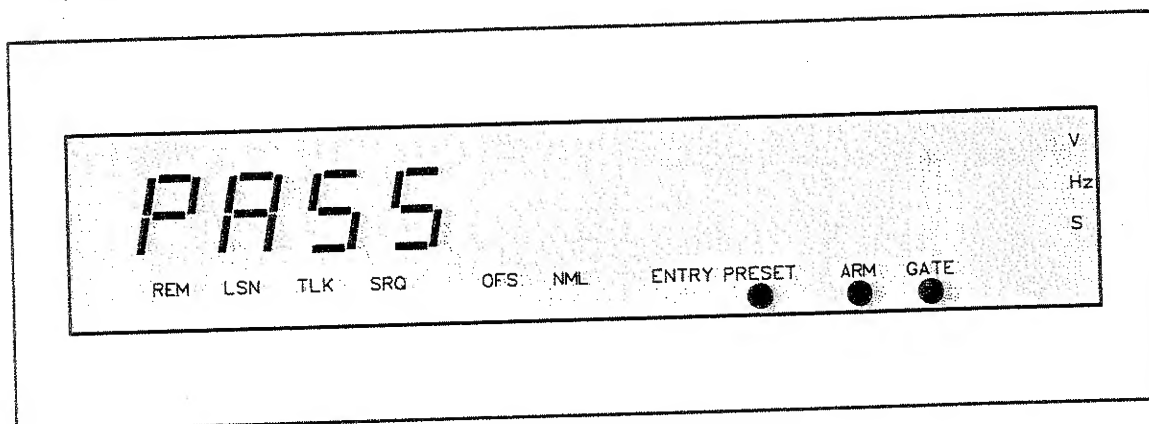 PASS
V
Hz
S
REM LSN TLK SRQ OFS NML ENTRY PRESET ARM GATE